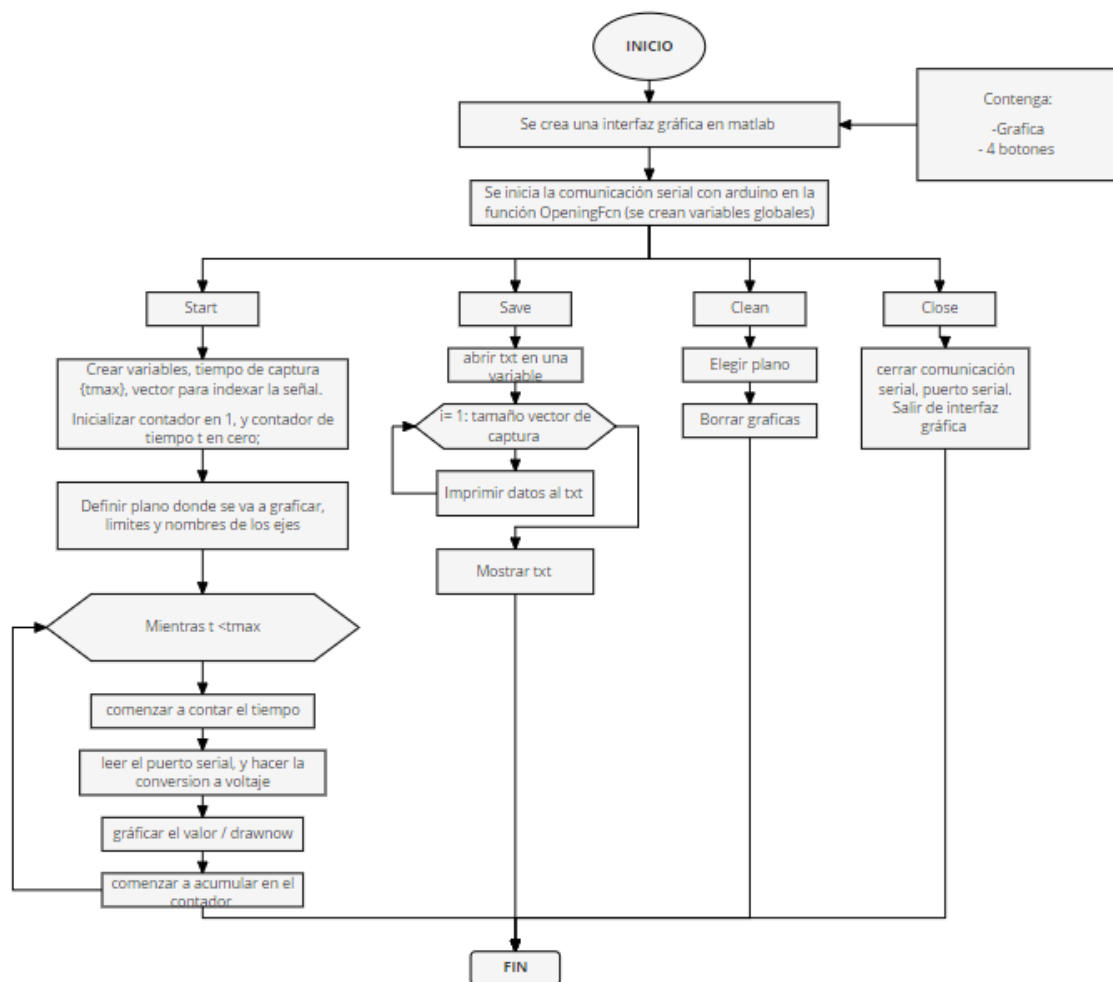 INICIO
Contenga:
-Grafica
- 4 botones
Se crea una interfaz gráfica en matlab
Se inicia la comunicación serial con arduino en la
función OpeningFcn (se crean variables globales)
Start
Save
Clean
Close
Crear variables, tiempo de captura
{tmax}, vector para indexar la señal.
Inicializar contador en 1, y contador de
tiempo t en cero;
abrir txt en una
variable
Elegir plano
cerrar comunicación
serial, puerto serial.
Salir de interfaz
gráfica
i= 1: tamaño vector de
captura
Borrar graficas
Imprimir datos al txt
Definir plano donde se va a graficar,
limites y nombres de los ejes
Mostrar txt
Mientras t <tmax
comenzar a contar el tiempo
leer el puerto serial, y hacer la
conversion a voltaje
gráficar el valor / drawnow
comenzar a acumular en el
contador
FIN